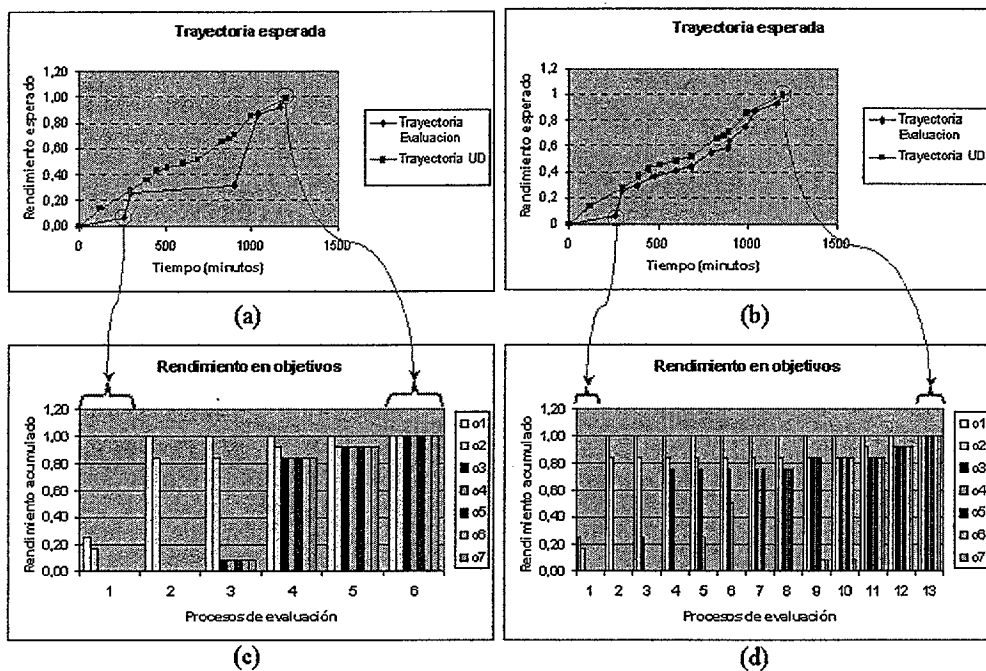 Trayectoria esperada
1,20
1,00
0,80
0,60
0,40
0,20
0,00
0
500
1000
1500
Rendimiento esperado
Tiempo (minutos)
Trayectoria
Evaluacion
Trayectoria UD
(a)
Trayectoria esperada
1,2
1
0,8
0,6
0,4
0,2
0
0
500
1000
1500
Rendimiento esperado
Tiempo (minutos)
Trayectoria
Evaluacion
Trayectoria UD
(b)
Rendimiento en objetivos
1,20
1,00
0,80
0,60
0,40
0,20
0,00
1 2 3 4 5 6
Rendimiento acumulado
Procesos de evaluación
o1
o2
o3
o4
o5
o6
o7
(c)
Rendimiento en objetivos
1,20
1,00
0,80
0,60
0,40
0,20
0,00
1 2 3 4 5 6 7 8 9 10 11 12 13
Rendimiento acumulado
Procesos de evaluación
o1
o2
o3
o4
o5
o6
o7
(d)